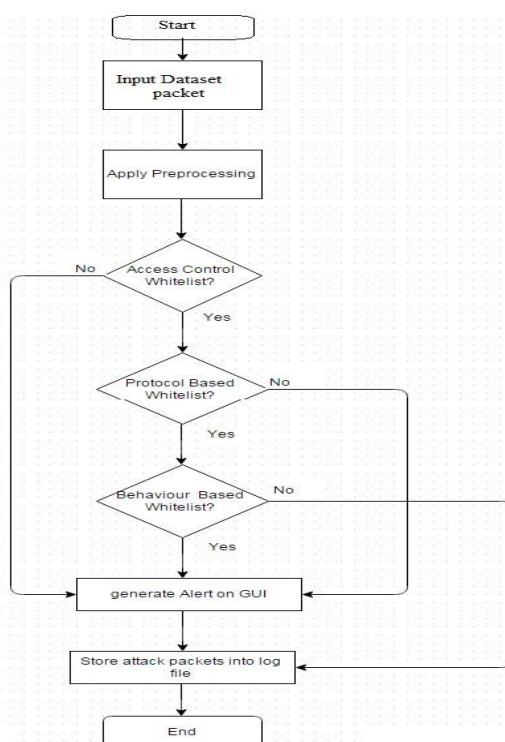 Start
Input Dataset
packet
Apply Preprocessing
No
Access Control
Whitelist?
Yes
Protocol Based
Whitelist?
No
Yes
Behaviour Based
Whitelist?
No
Yes
generate Alert on GUI
Store attack packets into log
file
End